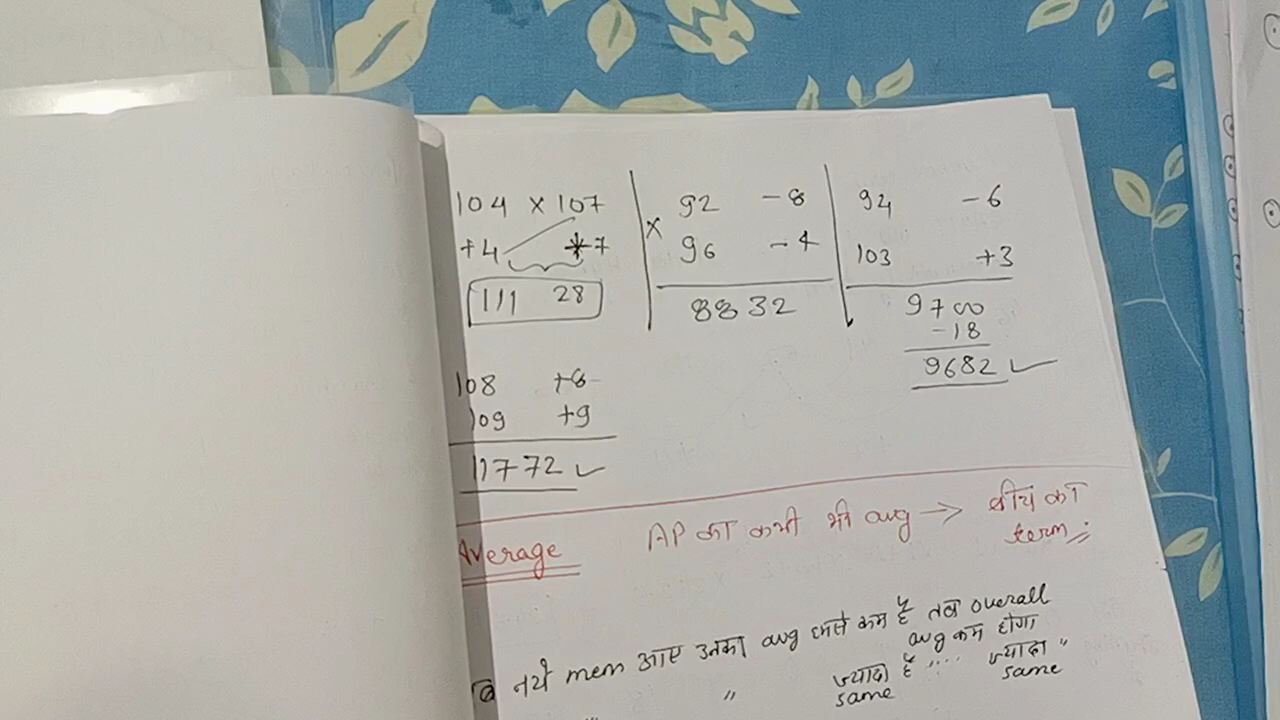 104 × 107
+4 +7
111 28
108 +8
109 +9
11772 ✓
× 92 -8
96 -4
8832
94 -6
103 +3
9700
-18
9682 ✓
Average AP का कभी भी avg → बीच का
term
नये mem आए उनका avg कम है तब overall
avg कम होगा
" ज्यादा है .... ज्यादा "
same same